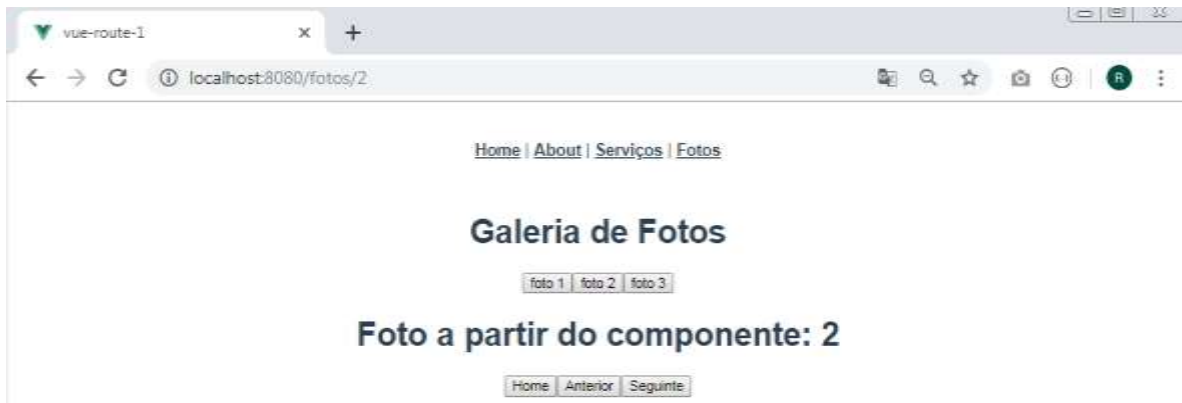 vue-route-1
localhost:8080/fotos/2
R
Home | About | Serviços | Fotos
Galeria de Fotos
foto 1 foto 2 foto 3
Foto a partir do componente: 2
Home Anterior Seguinte